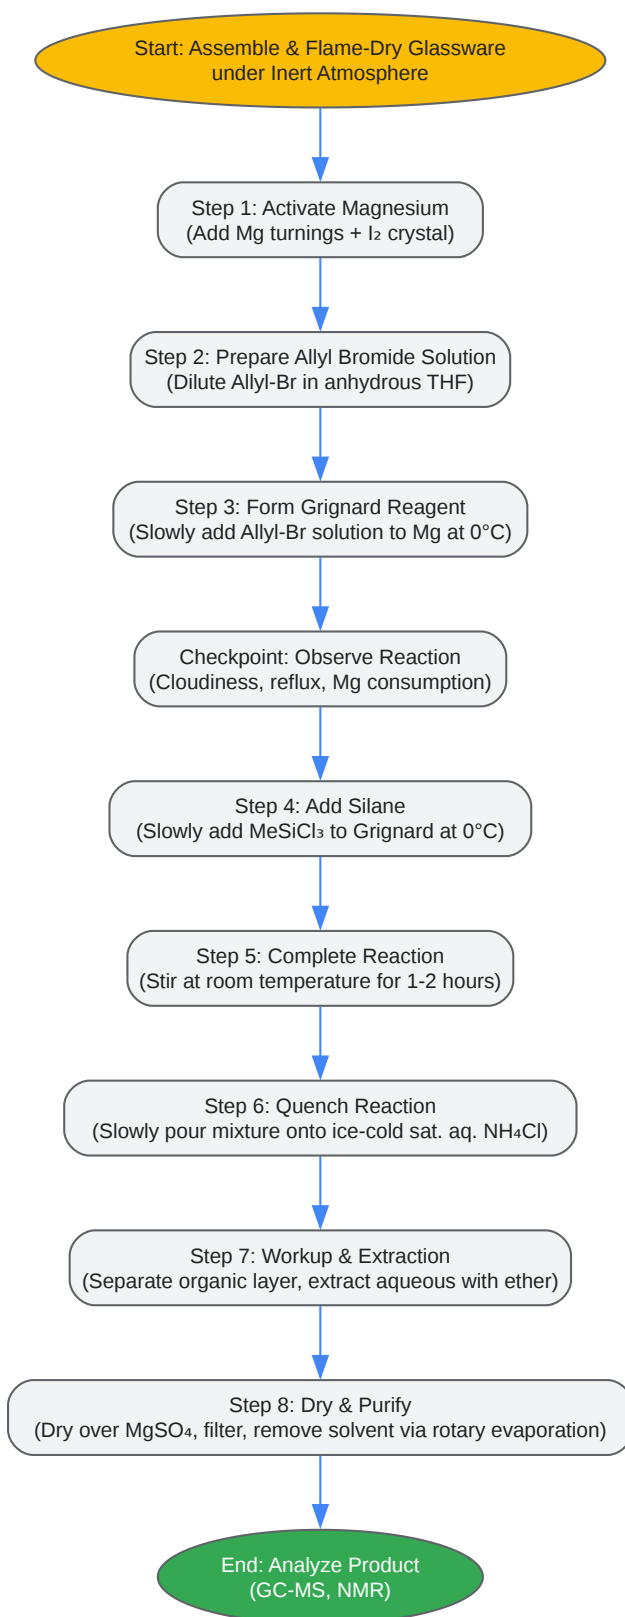 Start: Assemble & Flame-Dry Glassware
under Inert Atmosphere
Step 1: Activate Magnesium
(Add Mg turnings + I₂ crystal)
Step 2: Prepare Allyl Bromide Solution
(Dilute Allyl-Br in anhydrous THF)
Step 3: Form Grignard Reagent
(Slowly add Allyl-Br solution to Mg at 0°C)
Checkpoint: Observe Reaction
(Cloudiness, reflux, Mg consumption)
Step 4: Add Silane
(Slowly add MeSiCl₃ to Grignard at 0°C)
Step 5: Complete Reaction
(Stir at room temperature for 1-2 hours)
Step 6: Quench Reaction
(Slowly pour mixture onto ice-cold sat. aq. NH₄Cl)
Step 7: Workup & Extraction
(Separate organic layer, extract aqueous with ether)
Step 8: Dry & Purify
(Dry over MgSO₄, filter, remove solvent via rotary evaporation)
End: Analyze Product
(GC-MS, NMR)